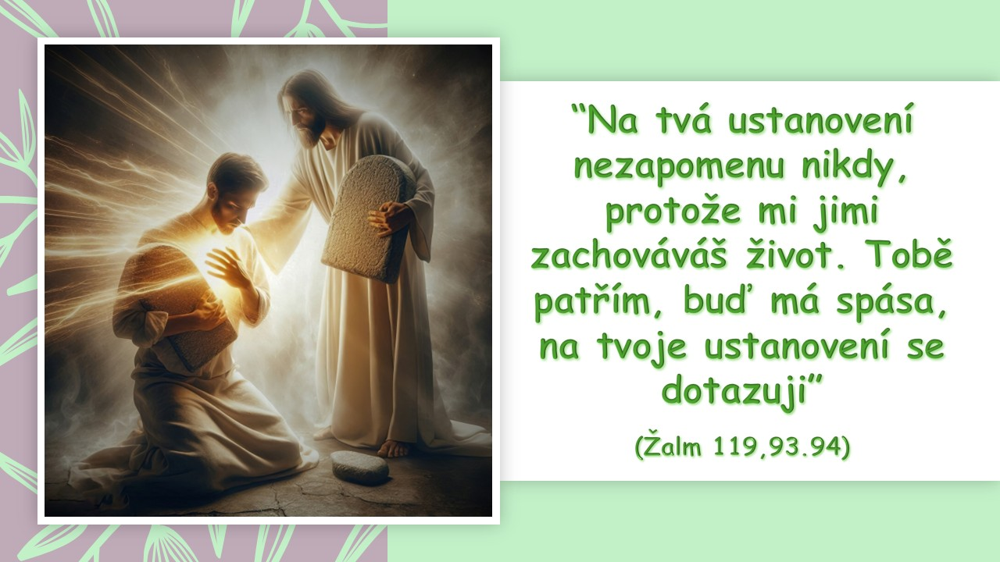 “Na tvá ustanovení
nezapomenu nikdy,
protože mi jimi
zachováváš život. Tobě
patřím, buď má spása,
na tvoje ustanovení se
dotazuji”
(Žalm 119,93.94)